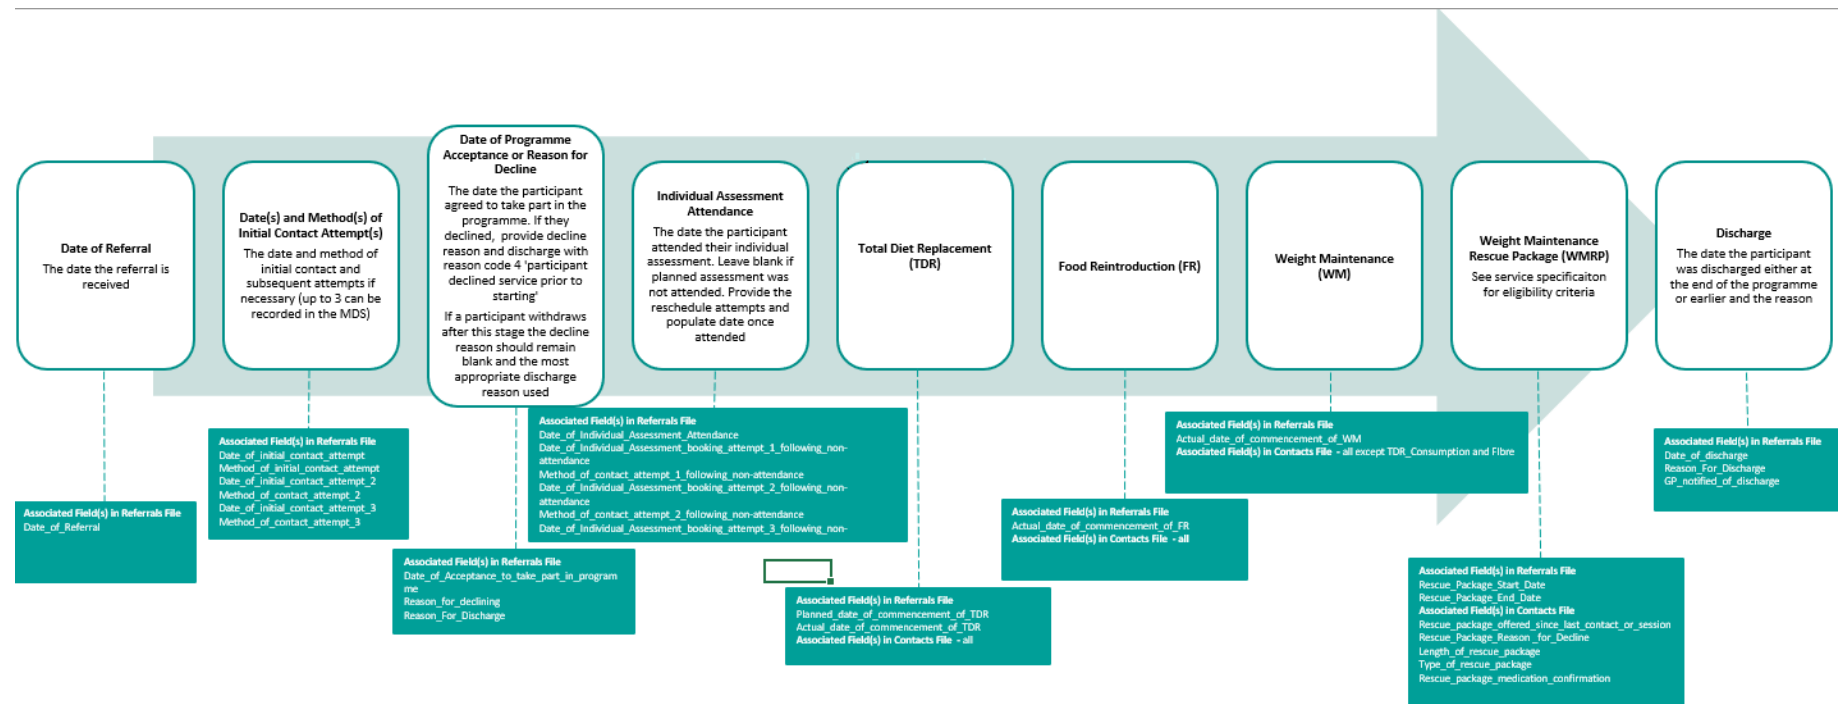 Date of Referral
The date the referral is
received
Date(s) and Method(s) of
Initial Contact Attempt(s)
The date and method of
initial contact and
subsequent attempts if
necessary (up to 3 can be
recorded in the MDS)
Date of Programme
Acceptance or Reason for
Decline
The date the participant
agreed to take part in the
programme. If they
declined, provide decline
reason and discharge with
reason code 4 'participant
declined service prior to
starting'
If a participant withdraws
after this stage the decline
reason should remain
blank and the most
appropriate discharge
reason used
Individual Assessment
Attendance
The date the participant
attended their individual
assessment. Leave blank if
planned assessment was
not attended. Provide the
reschedule attempts and
populate date once
attended
Total Diet Replacement
(TDR)
Food Reintroduction (FR)
Weight Maintenance
(WM)
Weight Maintenance
Rescue Package (WMRP)
See service specificaiton
for eligibility criteria
Discharge
The date the participant
was discharged either at
the end of the programme
or earlier and the reason
Associated Field(s) in Referrals File
Date_of_Referral
Associated Field(s) in Referrals File
Date_of_initial_contact_attempt
Method_of_initial_contact_attempt
Date_of_initial_contact_attempt_2
Method_of_contact_attempt_2
Date_of_initial_contact_attempt_3
Method_of_contact_attempt_3
Associated Field(s) in Referrals File
Date_of_Acceptance_to_take_part_in_program
me
Reason_for_declining
Reason_For_Discharge
Associated Field(s) in Referrals File
Date_of_Individual_Assessment_Attendance
Date_of_Individual_Assessment_booking_attempt_1_following_non-
attendance
Method_of_contact_attempt_1_following_non-attendance
Date_of_Individual_Assessment_booking_attempt_2_following_non-
attendance
Method_of_contact_attempt_2_following_non-attendance
Date_of_Individual_Assessment_booking_attempt_3_following_non-
Associated Field(s) in Referrals File
Planned_date_of_commencement_of_TDR
Actual_date_of_commencement_of_TDR
Associated Field(s) in Contacts File - all
Associated Field(s) in Referrals File
Actual_date_of_commencement_of_FR
Associated Field(s) in Contacts File - all
Associated Field(s) in Referrals File
Actual_date_of_commencement_of_WM
Associated Field(s) in Contacts File - all except TDR_Consumption and FIbre
Associated Field(s) in Referrals File
Rescue_Package_Start_Date
Rescue_Package_End_Date
Associated Field(s) in Contacts File
Rescue_package_offered_since_last_contact_or_session
Rescue_Package_Reason_for_Decline
Length_of_rescue_package
Type_of_rescue_package
Rescue_package_medication_confirmation
Associated Field(s) in Referrals File
Date_of_discharge
Reason_For_Discharge
GP_notified_of_discharge